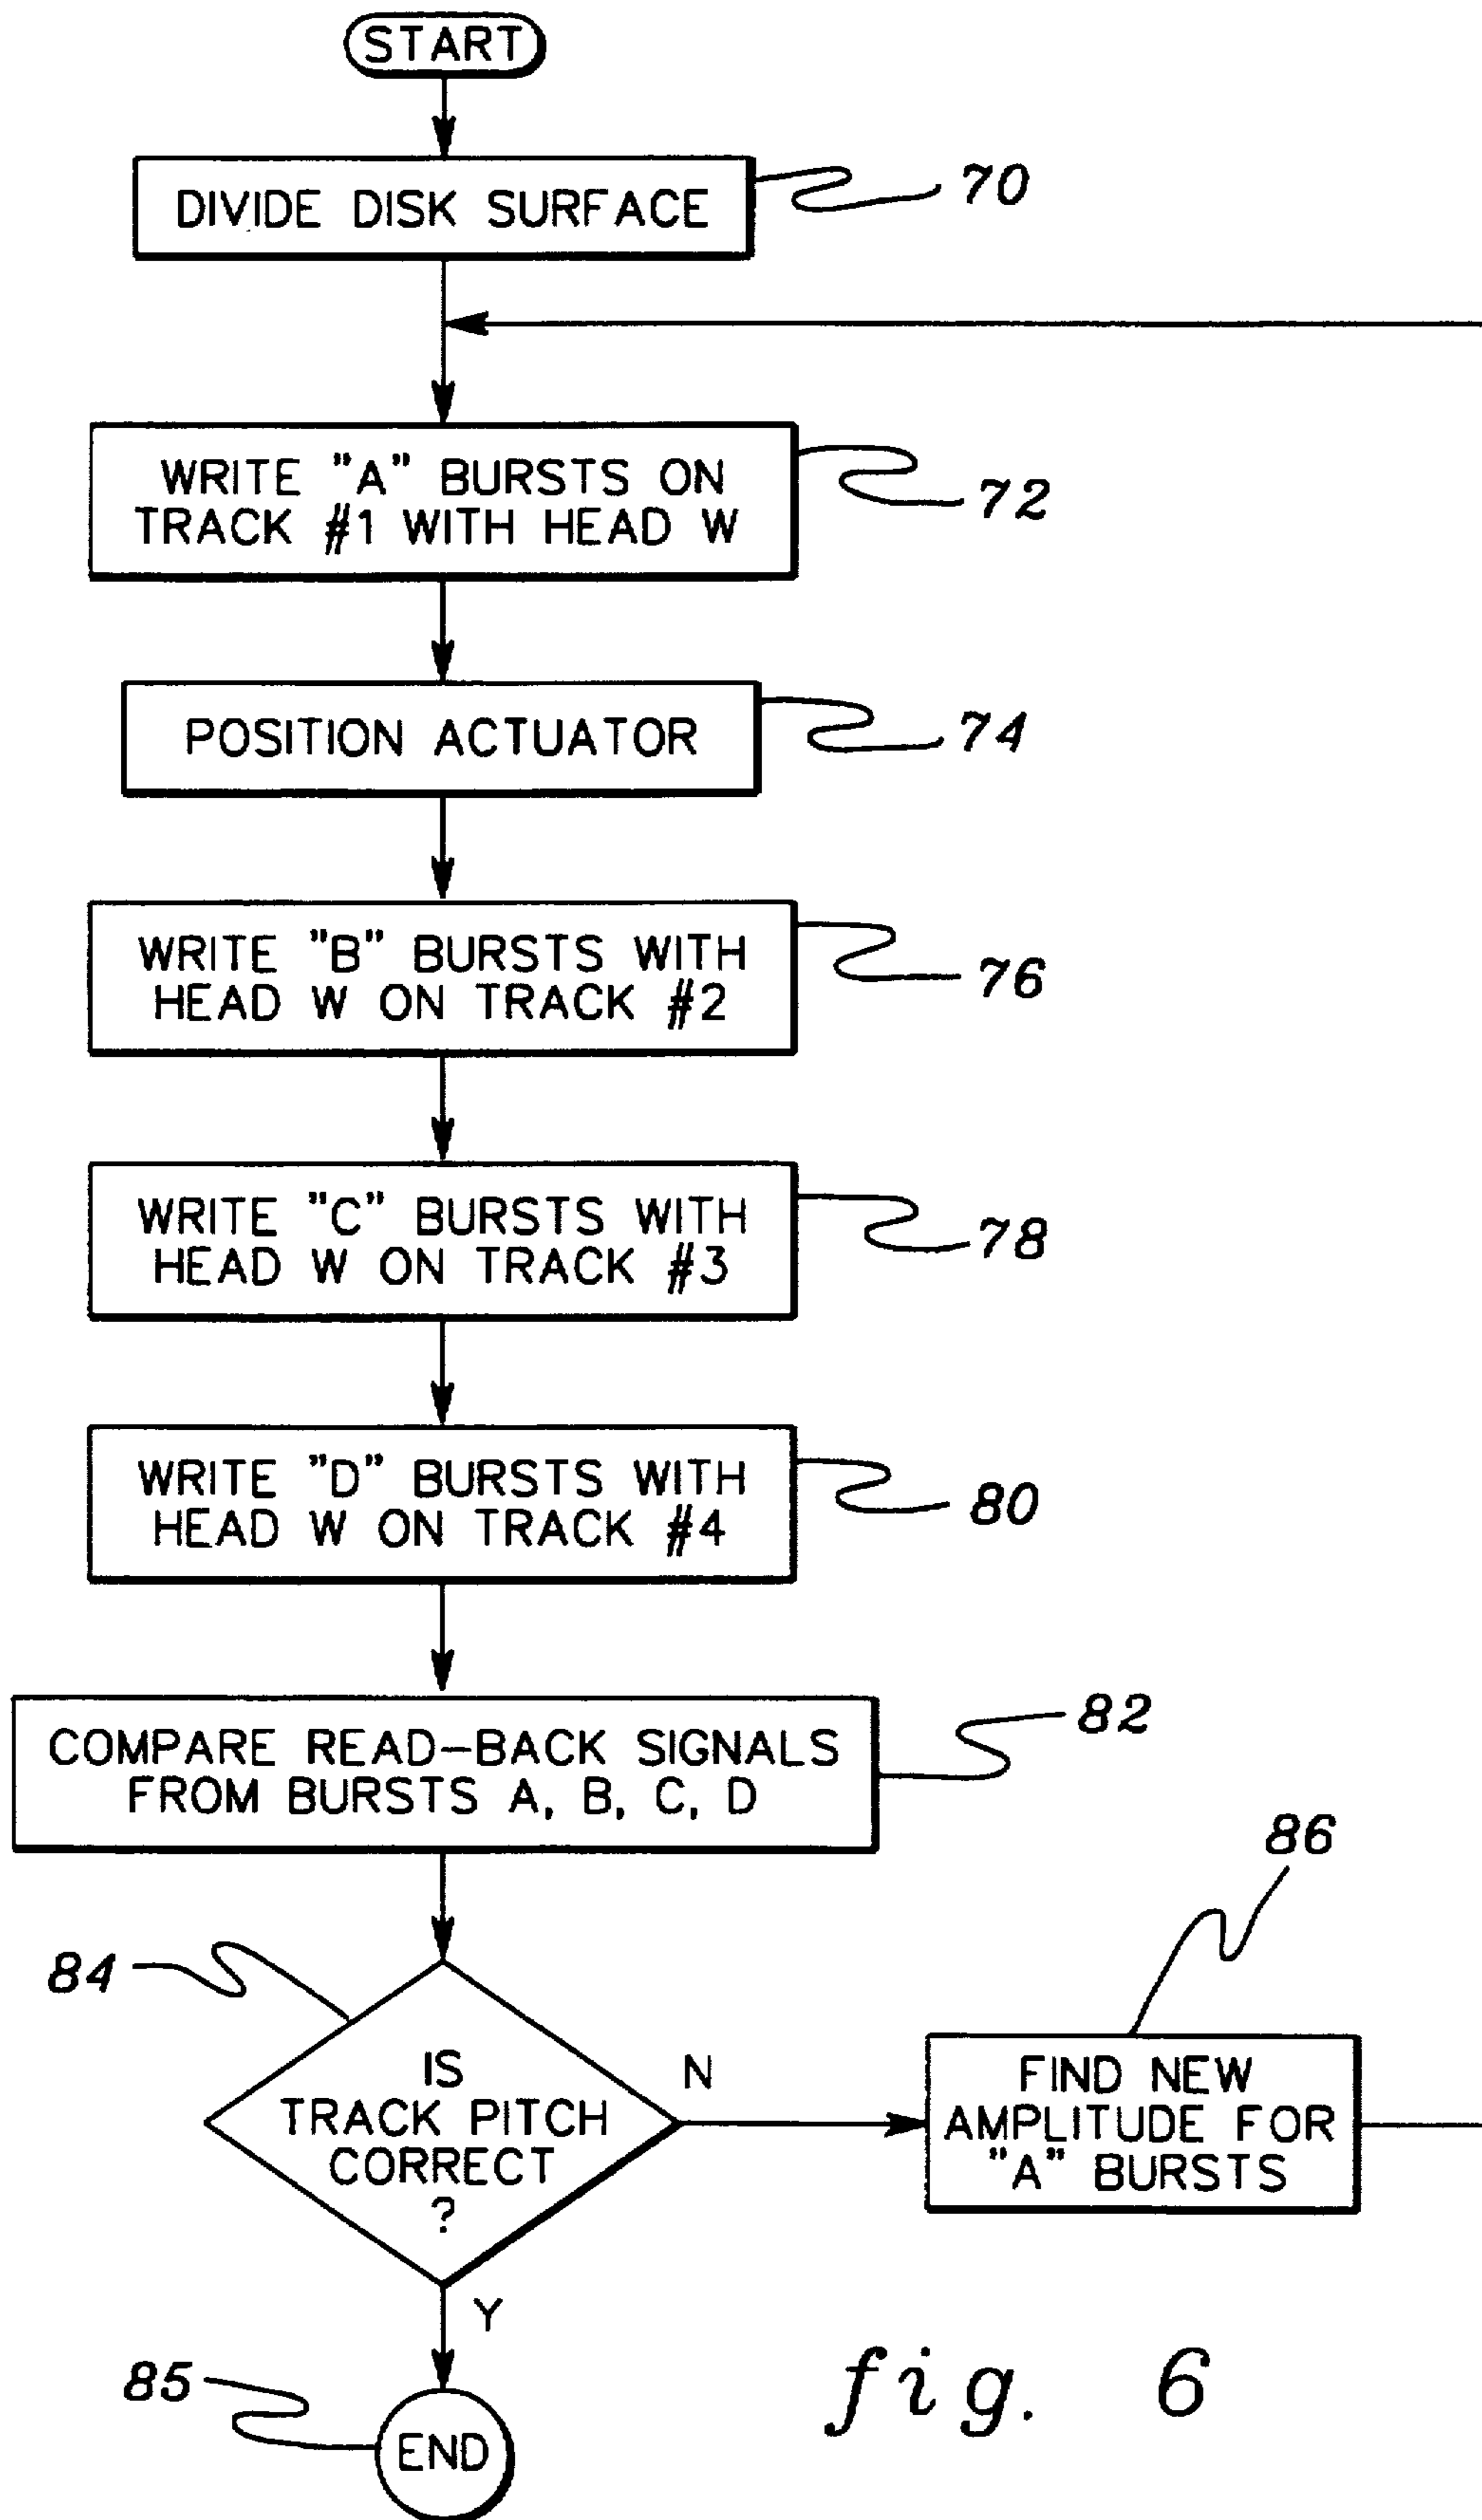 START
DIVIDE DISK SURFACE
70
WRITE "A" BURSTS ON
TRACK #1 WITH HEAD W
72
POSITION ACTUATOR
74
WRITE "B" BURSTS WITH
HEAD W ON TRACK #2
76
WRITE "C" BURSTS WITH
HEAD W ON TRACK #3
78
WRITE "D" BURSTS WITH
HEAD W ON TRACK #4
80
COMPARE READ-BACK SIGNALS
FROM BURSTS A, B, C, D
82
84
IS
TRACK PITCH
CORRECT
?
N
86
FIND NEW
AMPLITUDE FOR
"A" BURSTS
Y
85
END
fig. 6